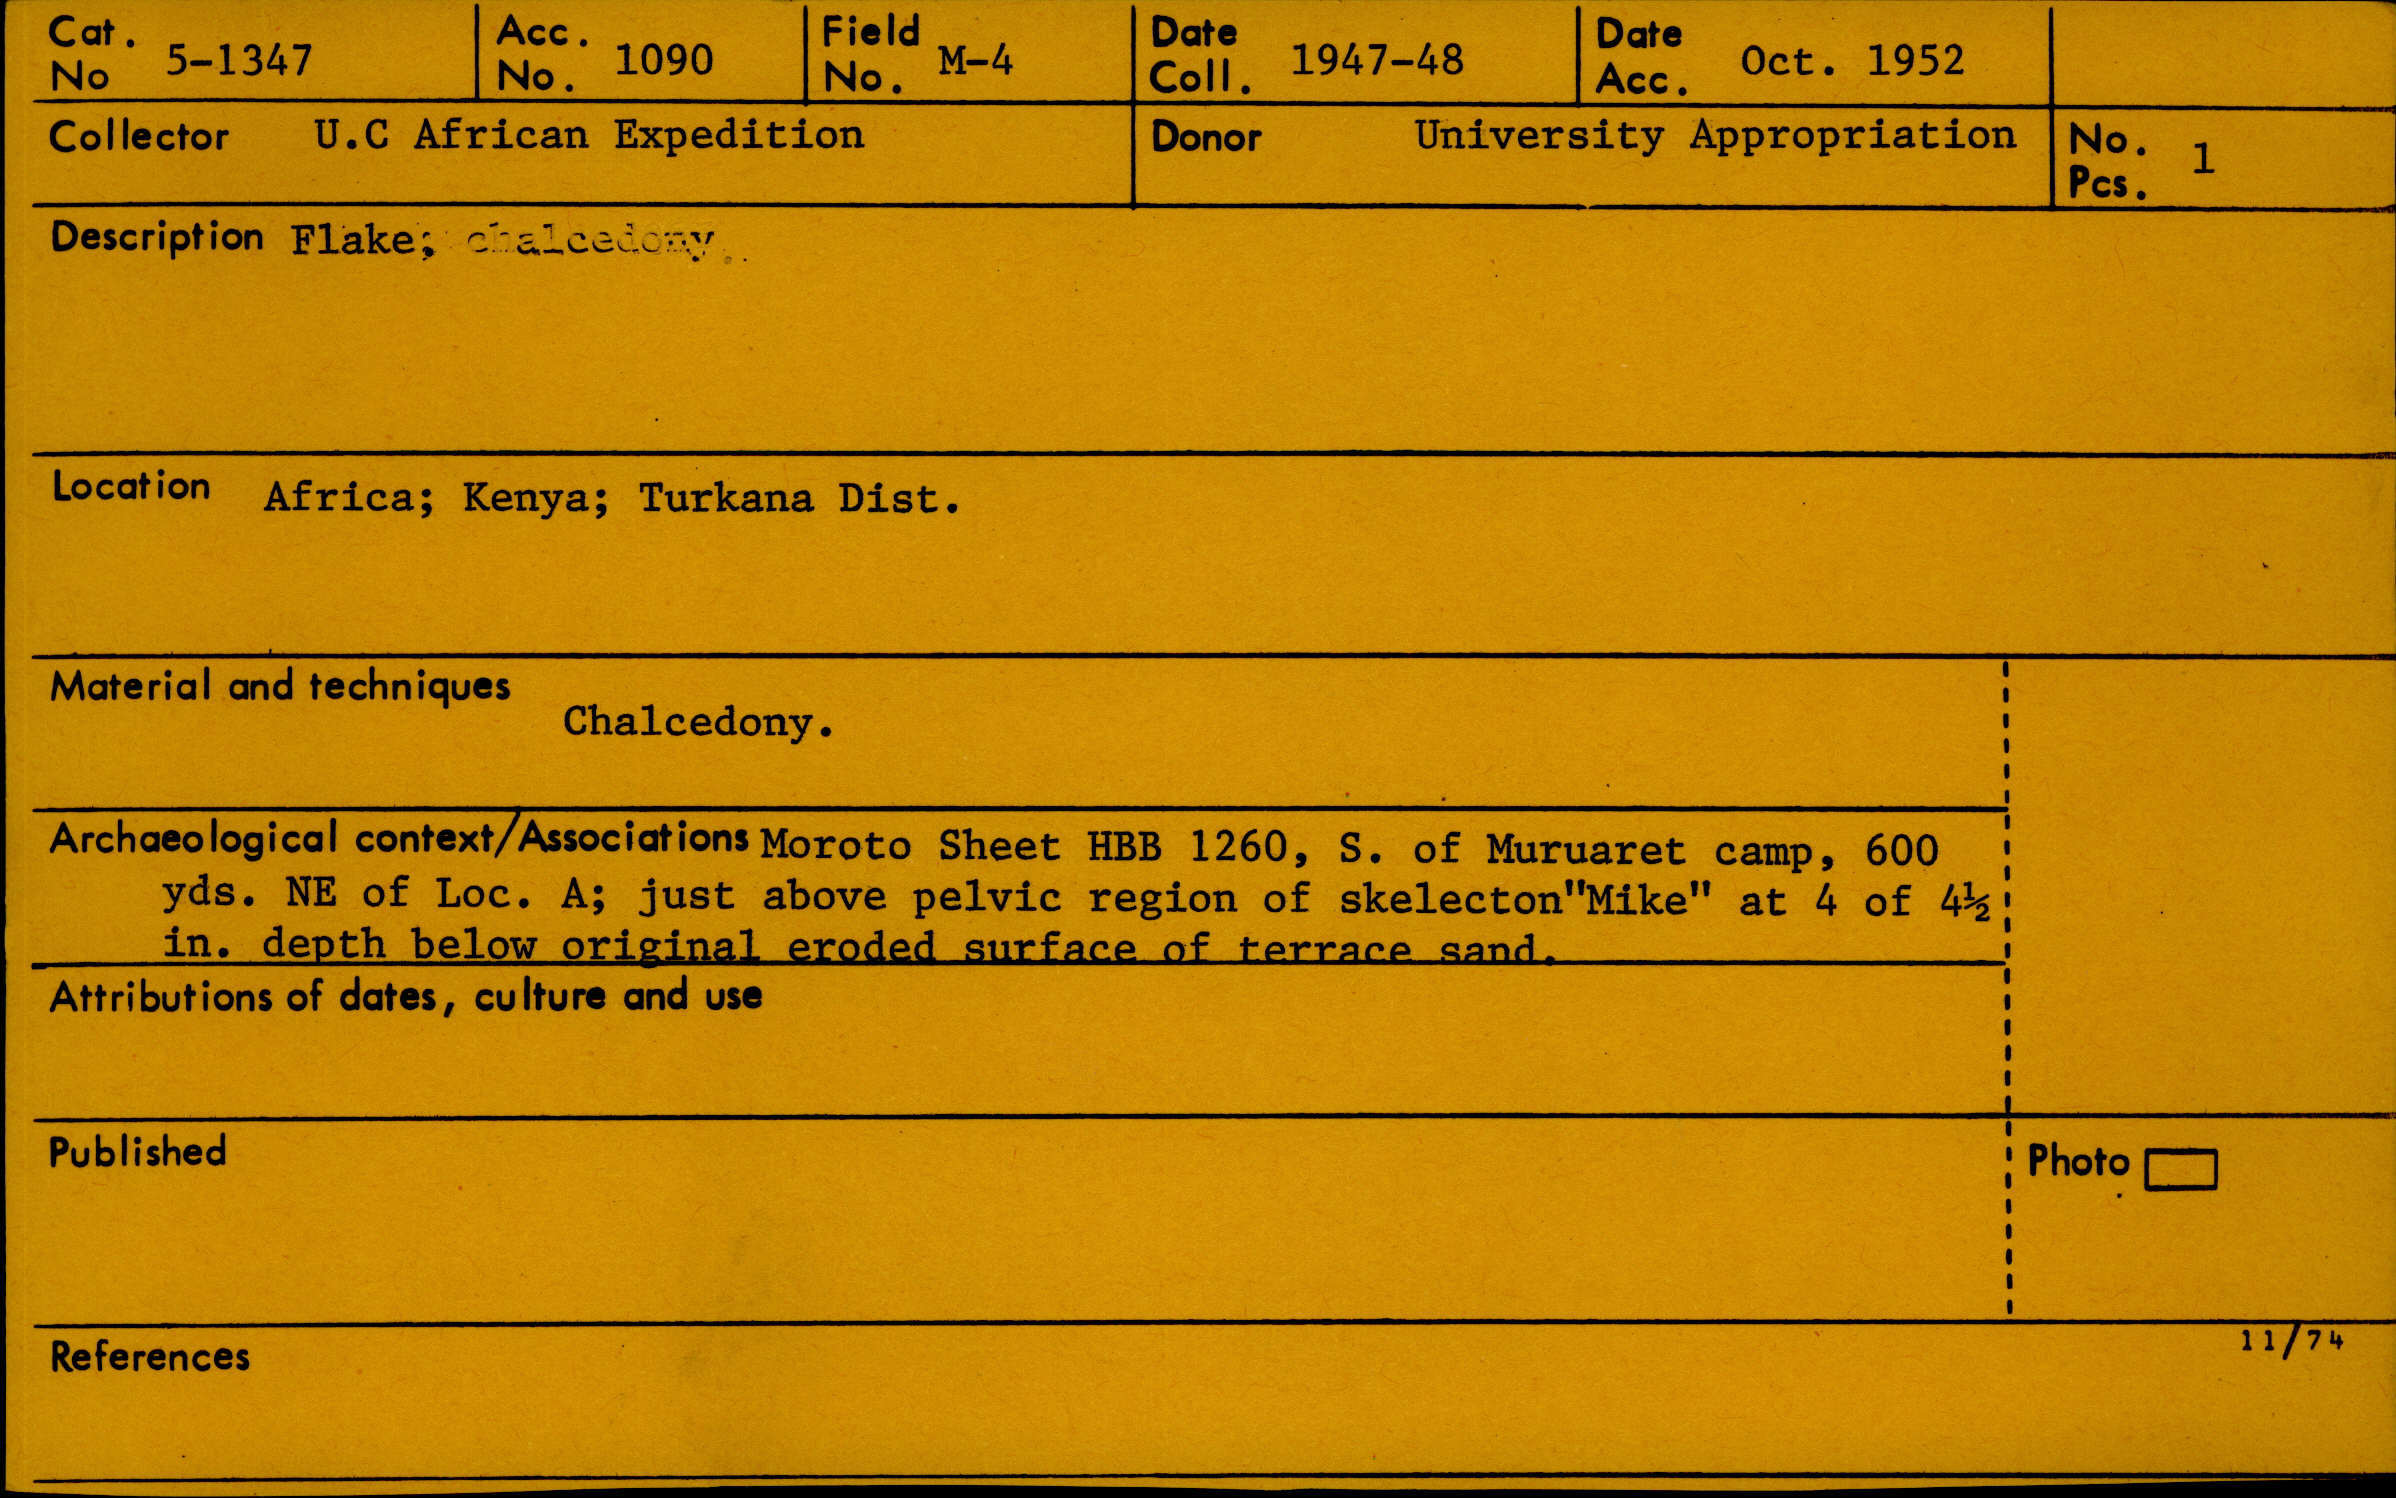 Cat. No 5-1347 Acc. No. 1090 Field No. M-4 Date Coll. 1947-48 Date Acc. Oct. 1952
Collector U.C African Expedition Donor University Appropriation No. Pcs. 1
Description Flake; chalcedony.
Location Africa; Kenya; Turkana Dist.
Material and techniques
Chalcedony.
Archaeological context/Associations Moroto Sheet HBB 1260, S. of Muruaret camp, 600
yds. NE of Loc. A; just above pelvic region of skelecton"Mike" at 4 of 4½
in. depth below original eroded surface of terrace sand.
Attributions of dates, culture and use
Published
Photo
References
11/74